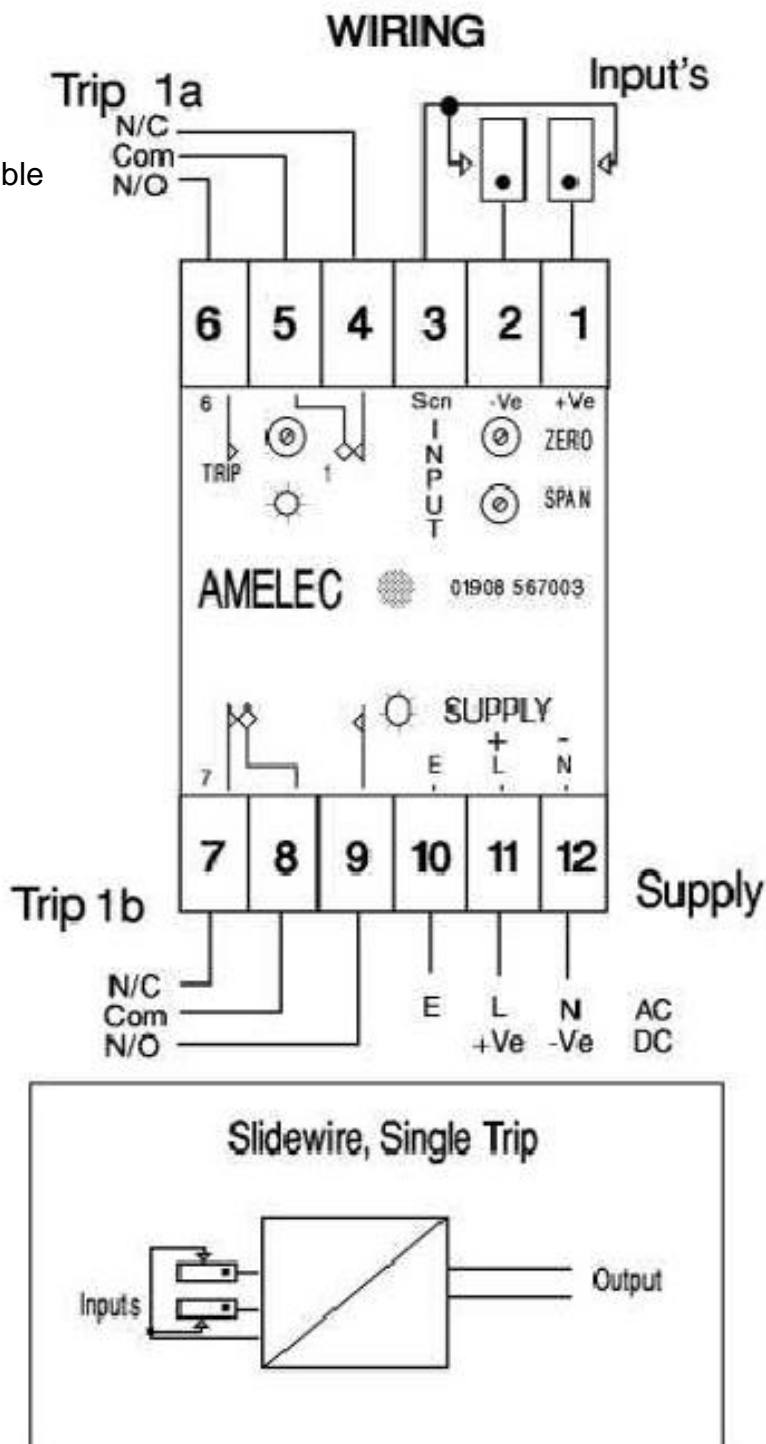 WIRING
Trip 1a
Input's
N/C
Com
N/O
ble
6 5 4 3 2 1
6
Scn -Ve +Ve
INPUT
ZERO
TRIP 1
SPAN
AMELEC 01908 567003
SUPPLY
+ -
E L N
7
7 8 9 10 11 12
Trip 1b
Supply
N/C
Com
N/O
E L N AC
+Ve -Ve DC
Slidewire, Single Trip
Inputs
Output